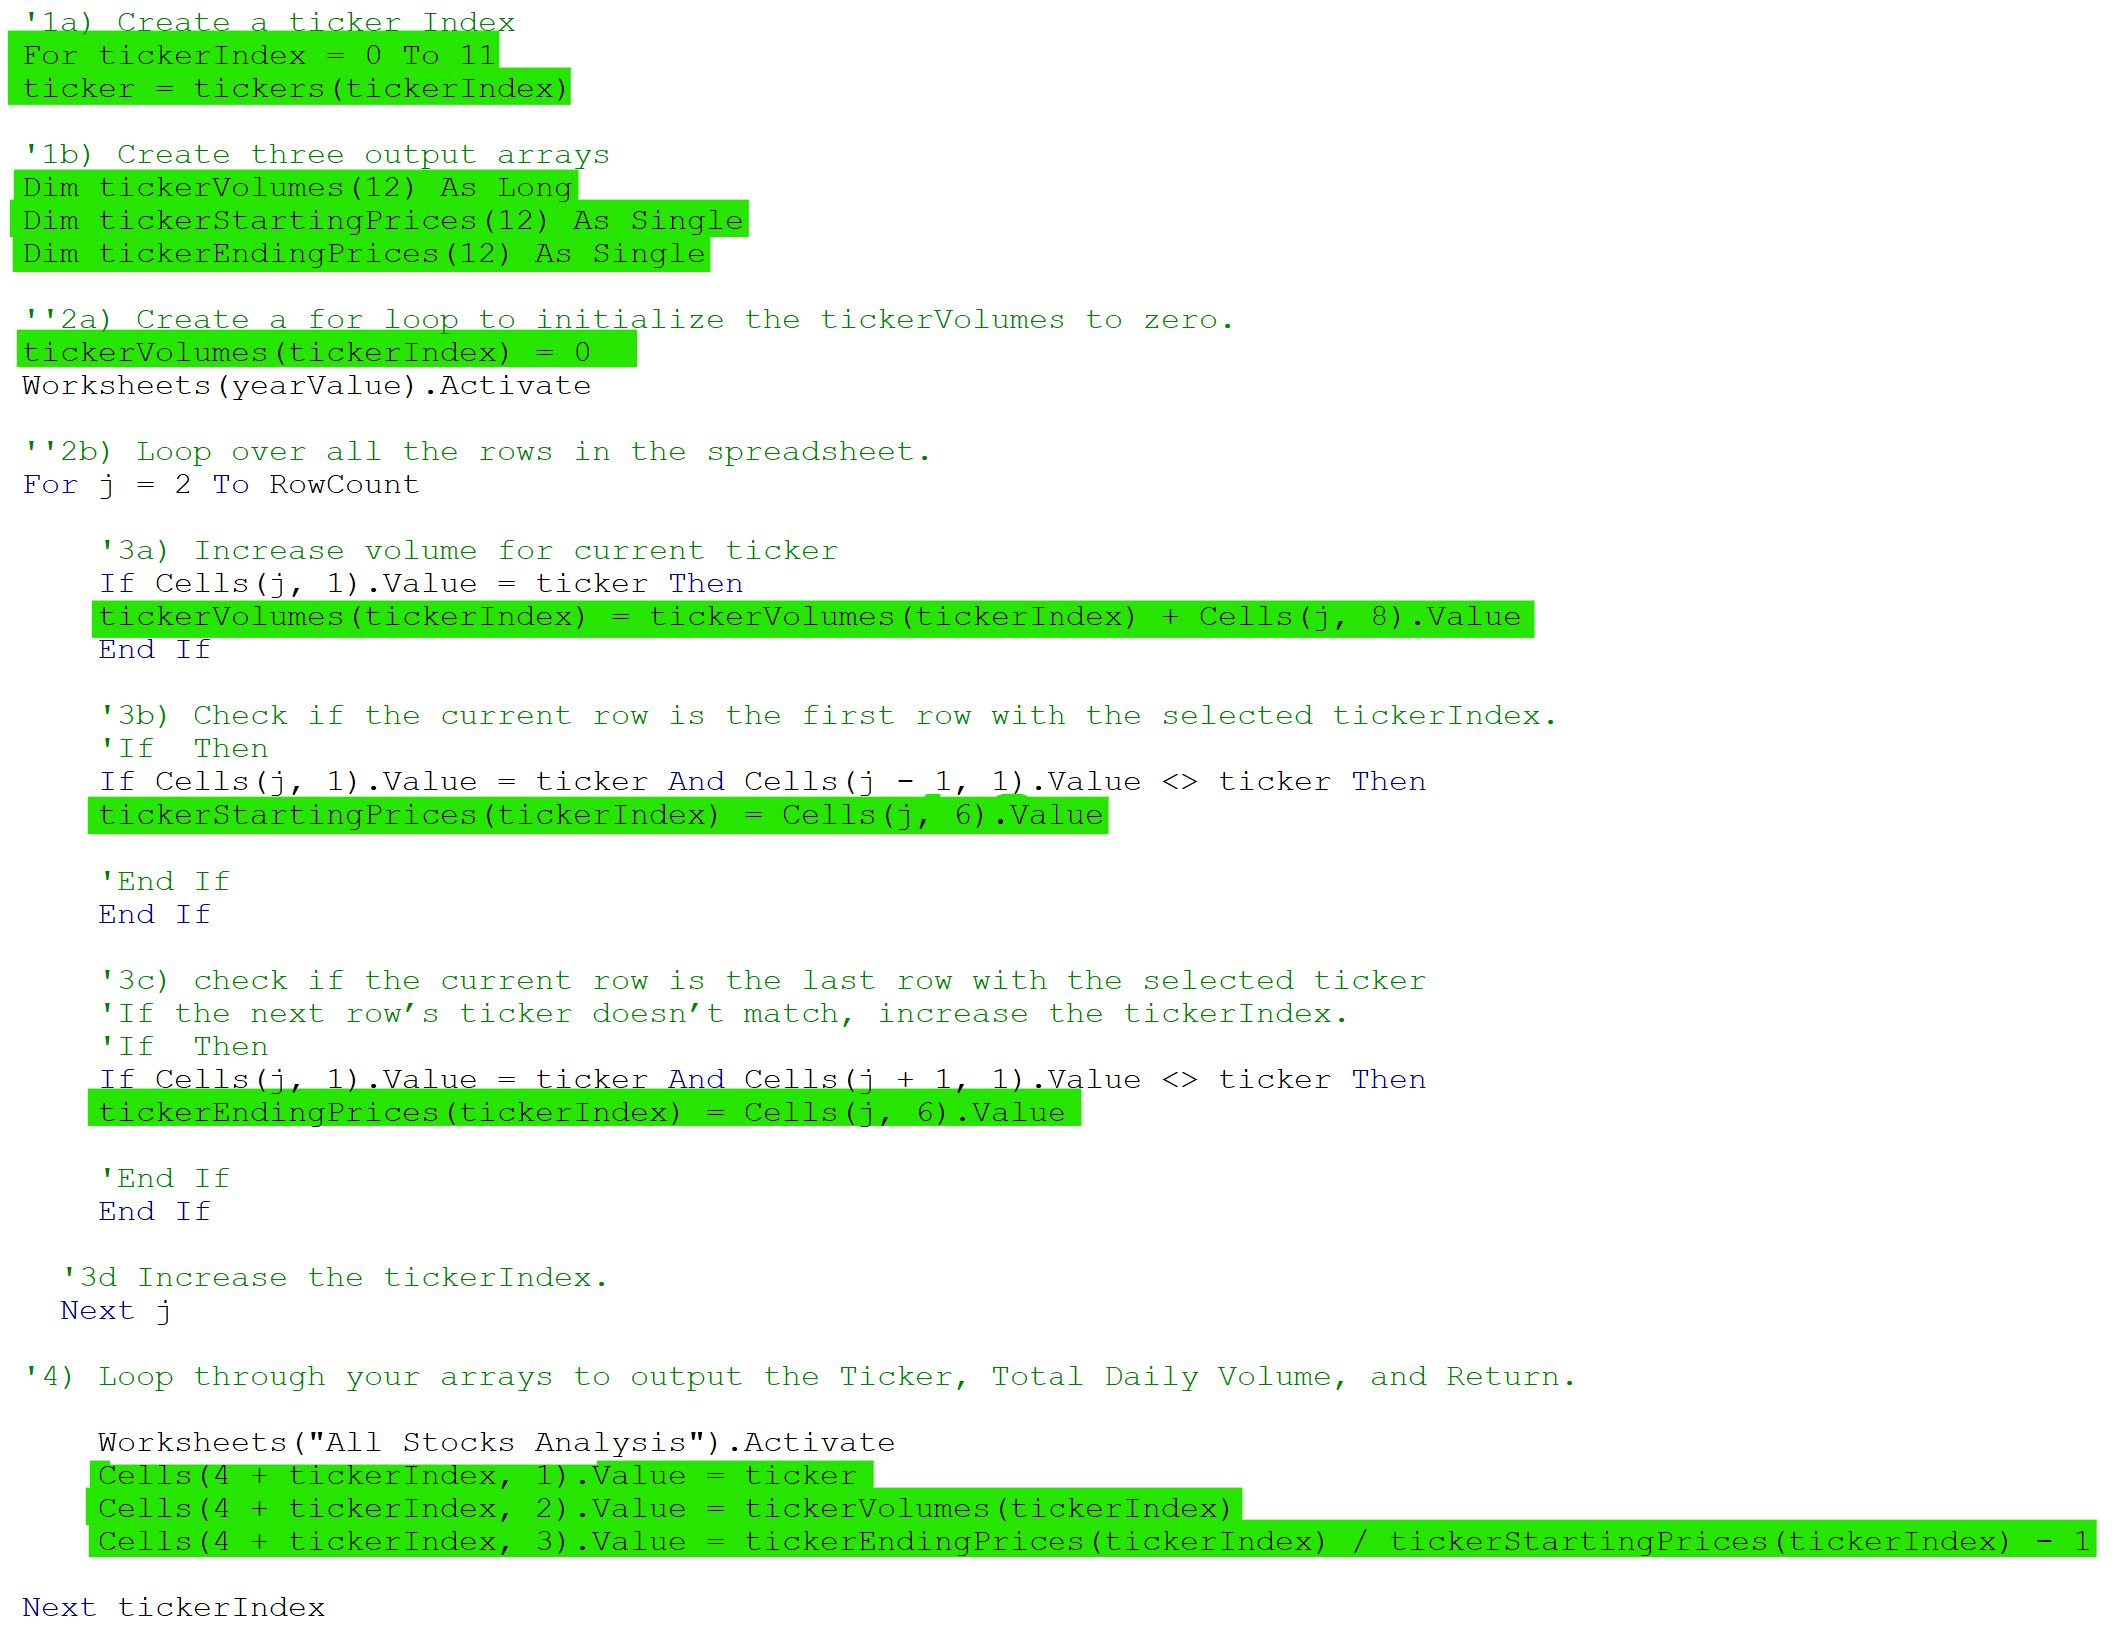 '1a) Create a ticker Index
For tickerIndex = 0 To 11
ticker = tickers(tickerIndex)
'1b) Create three output arrays
Dim tickerVolumes(12) As Long
Dim tickerStartingPrices(12) As Single
Dim tickerEndingPrices(12) As Single
''2a) Create a for loop to initialize the tickerVolumes to zero.
tickerVolumes(tickerIndex) = 0
Worksheets(yearValue).Activate
''2b) Loop over all the rows in the spreadsheet.
For j = 2 To RowCount
'3a) Increase volume for current ticker
If Cells(j, 1).Value = ticker Then
tickerVolumes(tickerIndex) = tickerVolumes(tickerIndex) + Cells(j, 8).Value
End If
'3b) Check if the current row is the first row with the selected tickerIndex.
'If  Then
If Cells(j, 1).Value = ticker And Cells(j - 1, 1).Value <> ticker Then
tickerStartingPrices(tickerIndex) = Cells(j, 6).Value
'End If
End If
'3c) check if the current row is the last row with the selected ticker
'If the next row’s ticker doesn’t match, increase the tickerIndex.
'If  Then
If Cells(j, 1).Value = ticker And Cells(j + 1, 1).Value <> ticker Then
tickerEndingPrices(tickerIndex) = Cells(j, 6).Value
'End If
End If
'3d Increase the tickerIndex.
Next j
'4) Loop through your arrays to output the Ticker, Total Daily Volume, and Return.
Worksheets("All Stocks Analysis").Activate
Cells(4 + tickerIndex, 1).Value = ticker
Cells(4 + tickerIndex, 2).Value = tickerVolumes(tickerIndex)
Cells(4 + tickerIndex, 3).Value = tickerEndingPrices(tickerIndex) / tickerStartingPrices(tickerIndex) - 1
Next tickerIndex